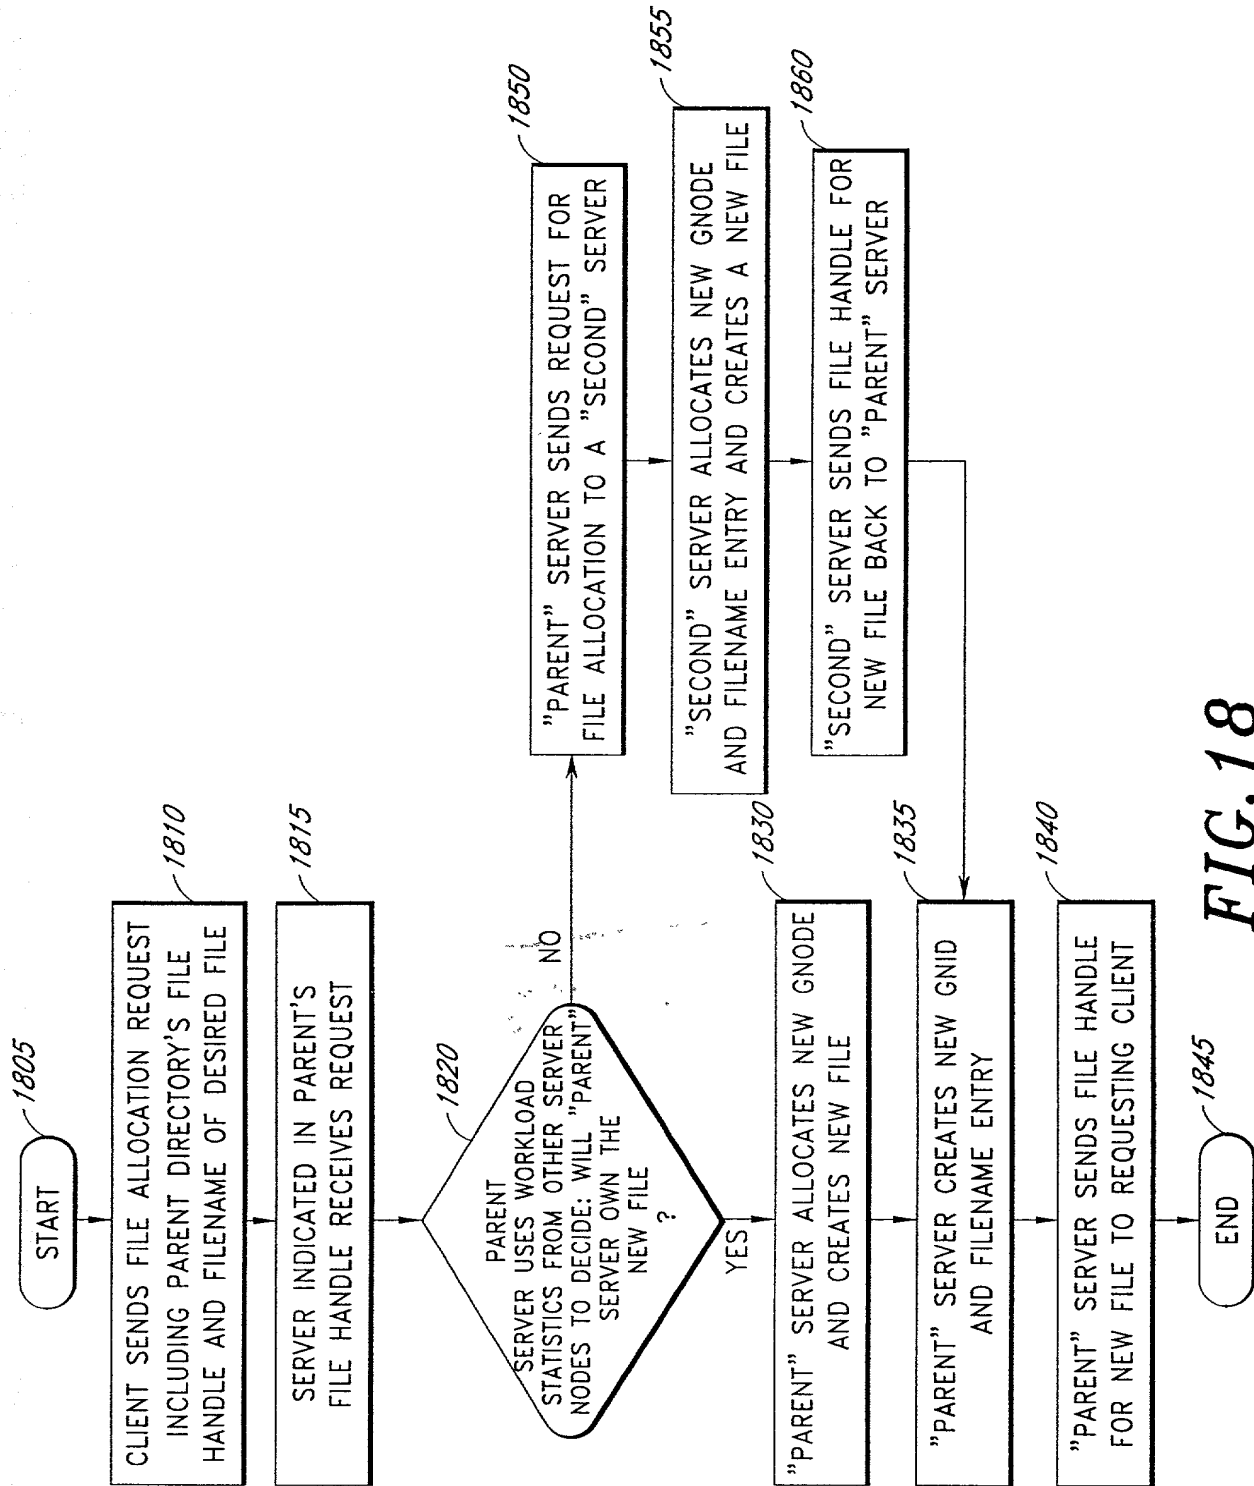 START
1805
CLIENT SENDS FILE ALLOCATION REQUEST
INCLUDING PARENT DIRECTORY'S FILE
HANDLE AND FILENAME OF DESIRED FILE
1810
SERVER INDICATED IN PARENT'S
FILE HANDLE RECEIVES REQUEST
1815
PARENT
SERVER USES WORKLOAD
STATISTICS FROM OTHER SERVER
NODES TO DECIDE: WILL "PARENT"
SERVER OWN THE
NEW FILE
?
1820
NO
YES
"PARENT" SERVER SENDS REQUEST FOR
FILE ALLOCATION TO A "SECOND" SERVER
1850
"SECOND" SERVER ALLOCATES NEW GNODE
AND FILENAME ENTRY AND CREATES A NEW FILE
1855
"SECOND" SERVER SENDS FILE HANDLE FOR
NEW FILE BACK TO "PARENT" SERVER
1860
"PARENT" SERVER ALLOCATES NEW GNODE
AND CREATES NEW FILE
1830
"PARENT" SERVER CREATES NEW GNID
AND FILENAME ENTRY
1835
"PARENT" SERVER SENDS FILE HANDLE
FOR NEW FILE TO REQUESTING CLIENT
1840
END
1845
FIG. 18